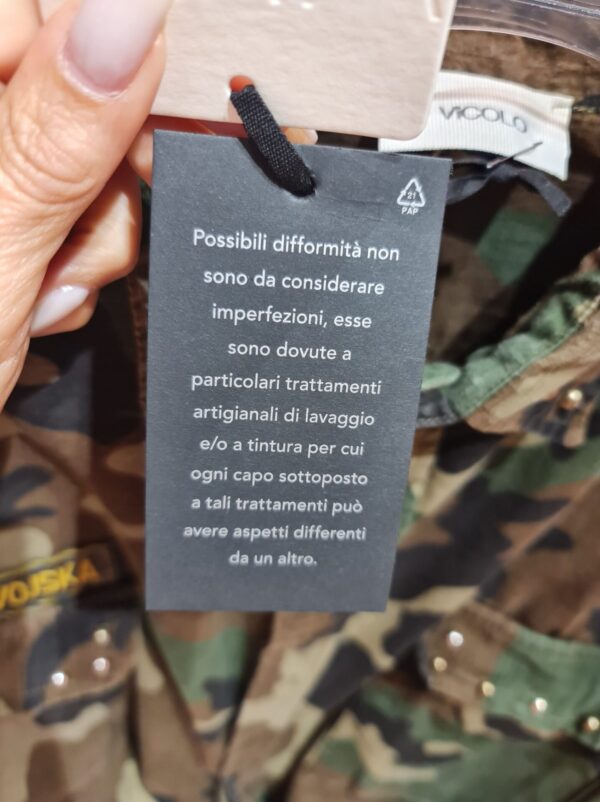 VICOLO
21
PAP
Possibili difformità non
sono da considerare
imperfezioni, esse
sono dovute a
particolari trattamenti
artigianali di lavaggio
e/o a tintura per cui
ogni capo sottoposto
a tali trattamenti può
avere aspetti differenti
da un altro.
VOJSKA